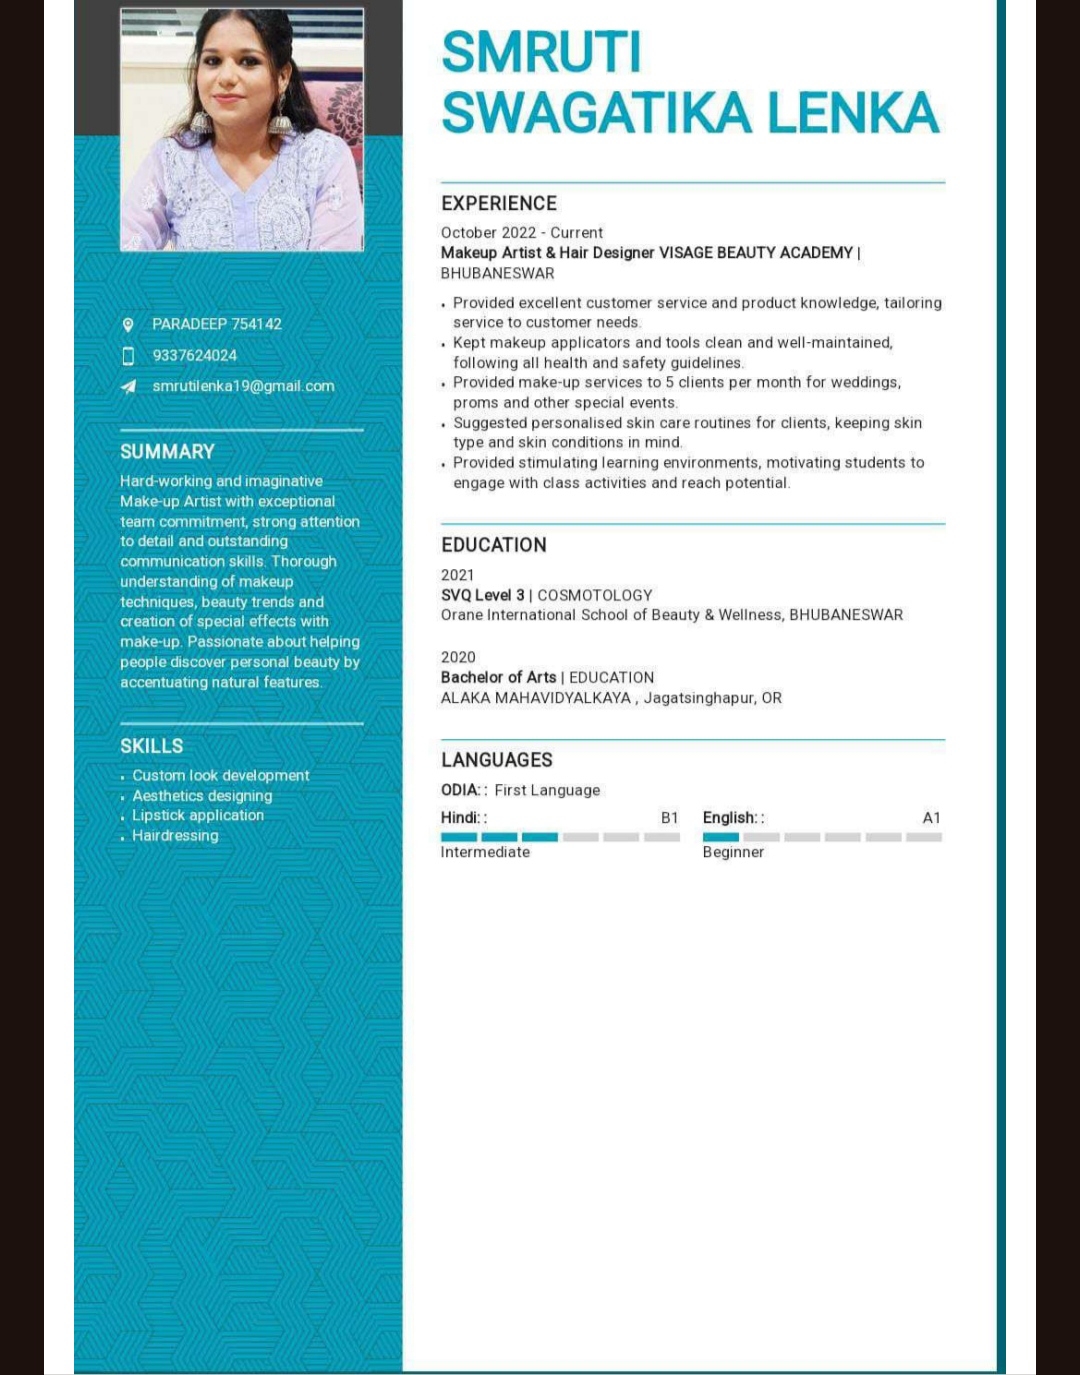 SMRUTI
SWAGATIKA LENKA
PARADEEP 754142
9337624024
smrutilenka19@gmail.com
SUMMARY
Hard-working and imaginative
Make-up Artist with exceptional
team commitment, strong attention
to detail and outstanding
communication skills. Thorough
understanding of makeup
techniques, beauty trends and
creation of special effects with
make-up. Passionate about helping
people discover personal beauty by
accentuating natural features.
SKILLS
• Custom look development
• Aesthetics designing
• Lipstick application
• Hairdressing
EXPERIENCE
October 2022 - Current
Makeup Artist & Hair Designer VISAGE BEAUTY ACADEMY |
BHUBANESWAR
• Provided excellent customer service and product knowledge, tailoring
service to customer needs.
• Kept makeup applicators and tools clean and well-maintained,
following all health and safety guidelines.
• Provided make-up services to 5 clients per month for weddings,
proms and other special events.
• Suggested personalised skin care routines for clients, keeping skin
type and skin conditions in mind.
• Provided stimulating learning environments, motivating students to
engage with class activities and reach potential.
EDUCATION
2021
SVQ Level 3 | COSMOTOLOGY
Orane International School of Beauty & Wellness, BHUBANESWAR
2020
Bachelor of Arts | EDUCATION
ALAKA MAHAVIDYALKAYA , Jagatsinghapur, OR
LANGUAGES
ODIA: : First Language
Hindi: : B1
Intermediate
English: : A1
Beginner